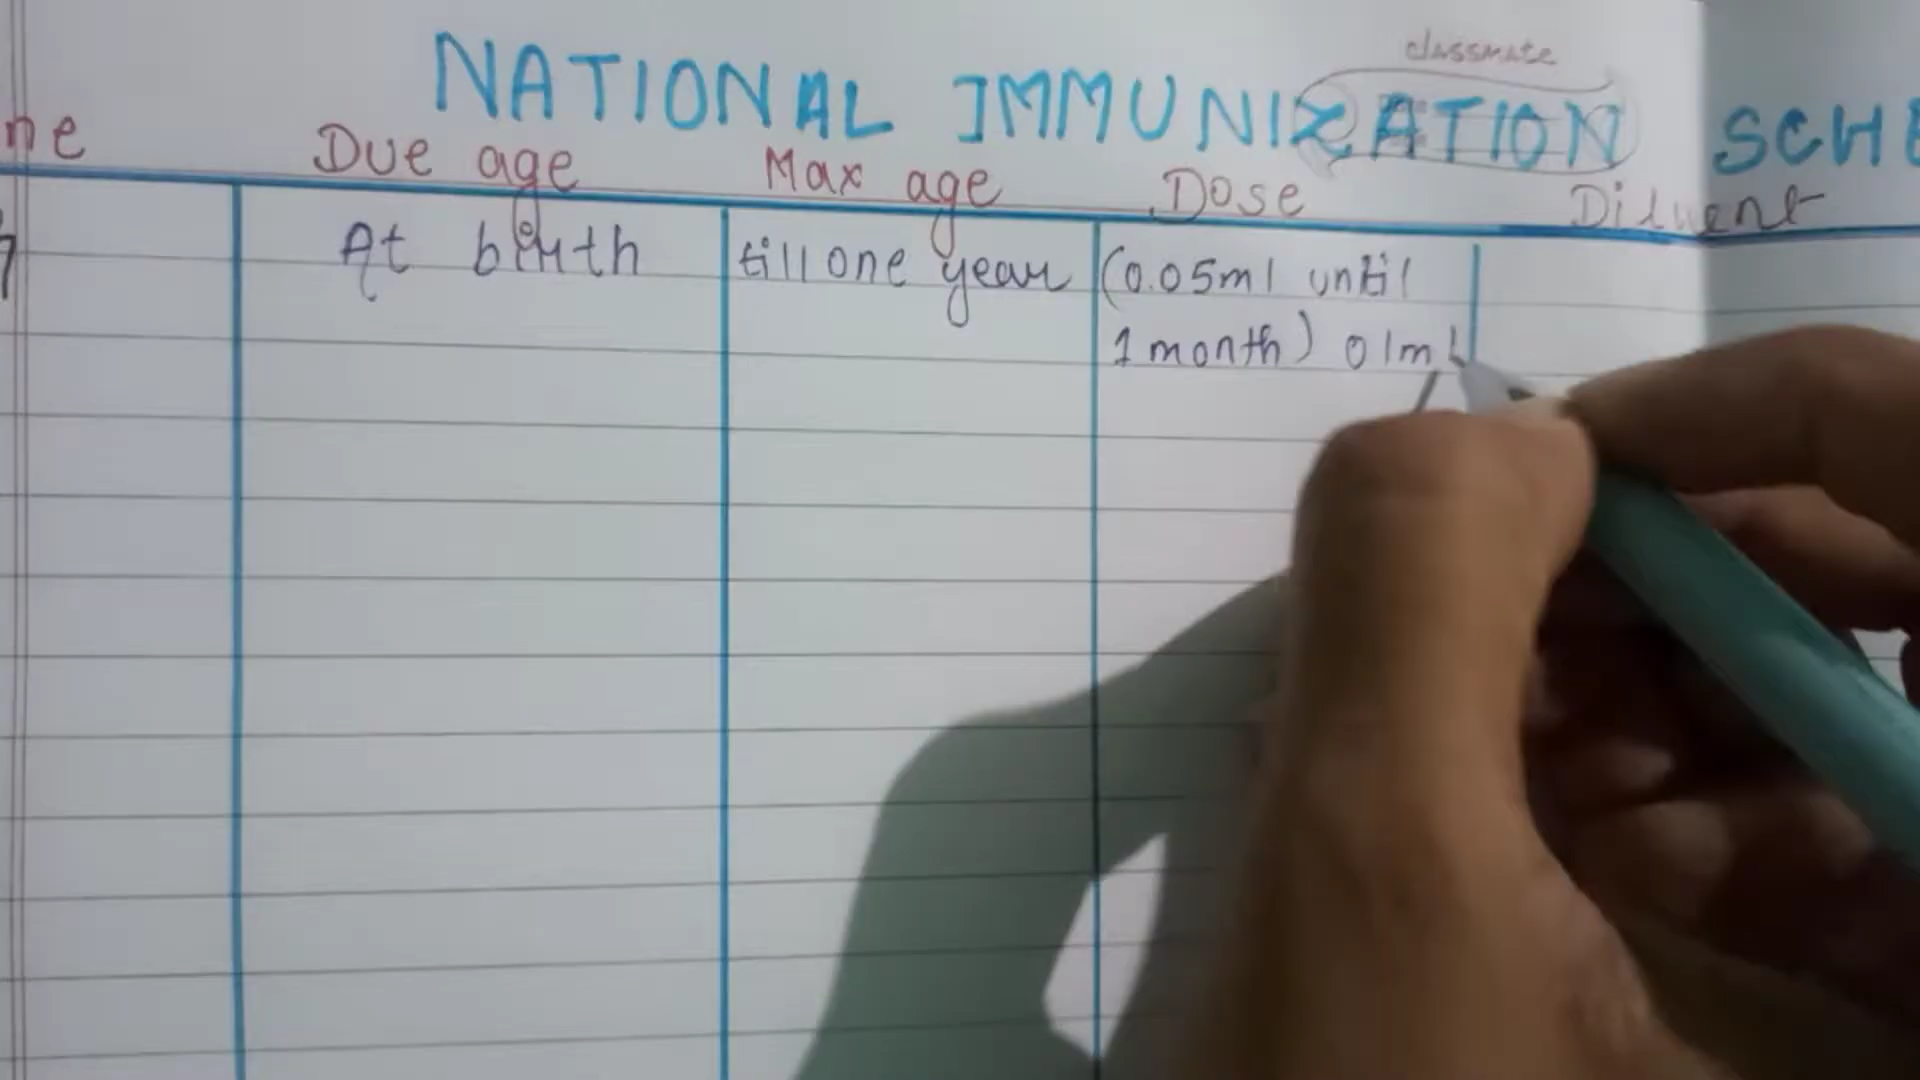 classmate
NATIONAL IMMUNIZATION SCHE
ne Due age Max age Dose Diluent
At birth till one year (0.05ml until
1 month) 0 1ml